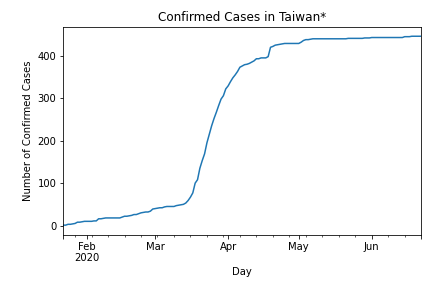 Confirmed Cases in Taiwan*
Number of Confirmed Cases
400
300
200
100
0
Feb
2020
Mar
Apr
May
Jun
Day